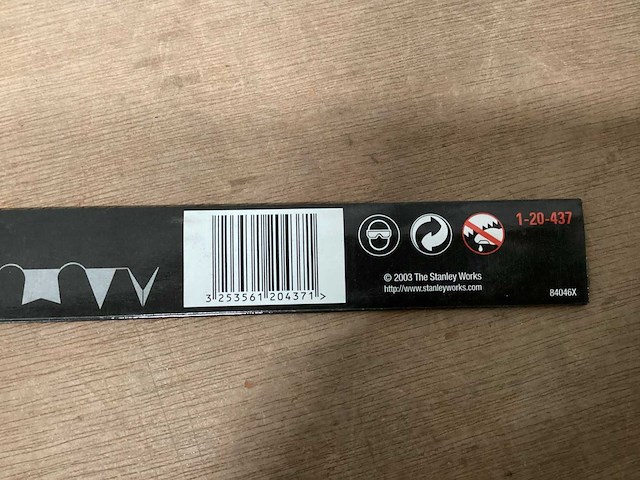 1-20-437
3 253561 204371 >
© 2003 The Stanley Works
http://www.stanleyworks.com
84046X